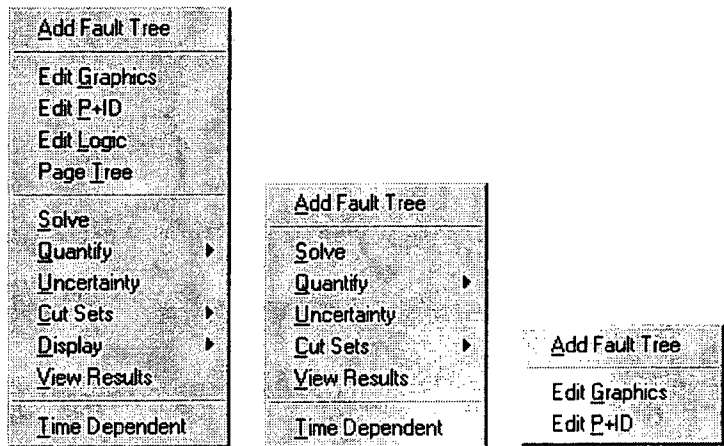 Add Fault Tree
Edit Graphics
Edit P+ID
Edit Logic
Page Tree
Solve
Quantify
Uncertainty
Cut Sets
Display
View Results
Time Dependent
Add Fault Tree
Solve
Quantify
Uncertainty
Cut Sets
View Results
Time Dependent
Add Fault Tree
Edit Graphics
Edit P+ID